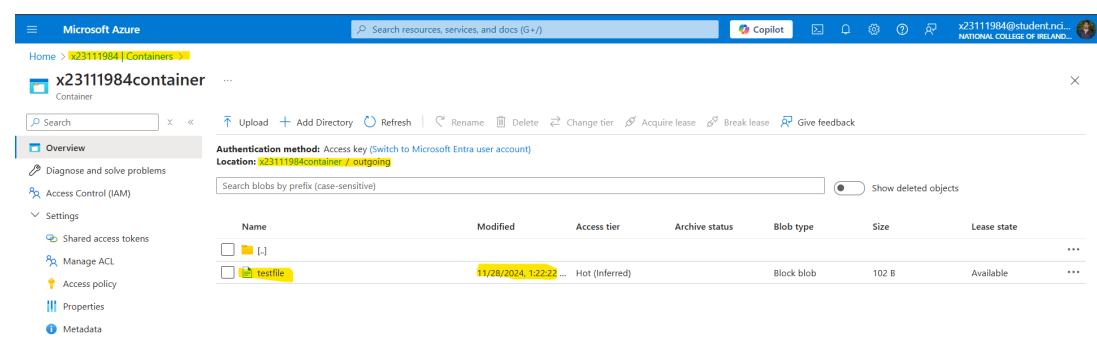 Microsoft Azure
Search resources, services, and docs (G+/)
Copilot
x23111984@student.nci...
NATIONAL COLLEGE OF IRELAND...
Home > x23111984 | Containers >
x23111984container ...
Container
Search
Upload
Add Directory
Refresh
Rename
Delete
Change tier
Acquire lease
Break lease
Give feedback
Overview
Diagnose and solve problems
Access Control (IAM)
Settings
Shared access tokens
Manage ACL
Access policy
Properties
Metadata
Authentication method: Access key (Switch to Microsoft Entra user account)
Location: x23111984container / outgoing
Search blobs by prefix (case-sensitive)
Show deleted objects
Name Modified Access tier Archive status Blob type Size Lease state
[..]
testfile 11/28/2024, 1:22:22 ... Hot (Inferred) Block blob 102 B Available